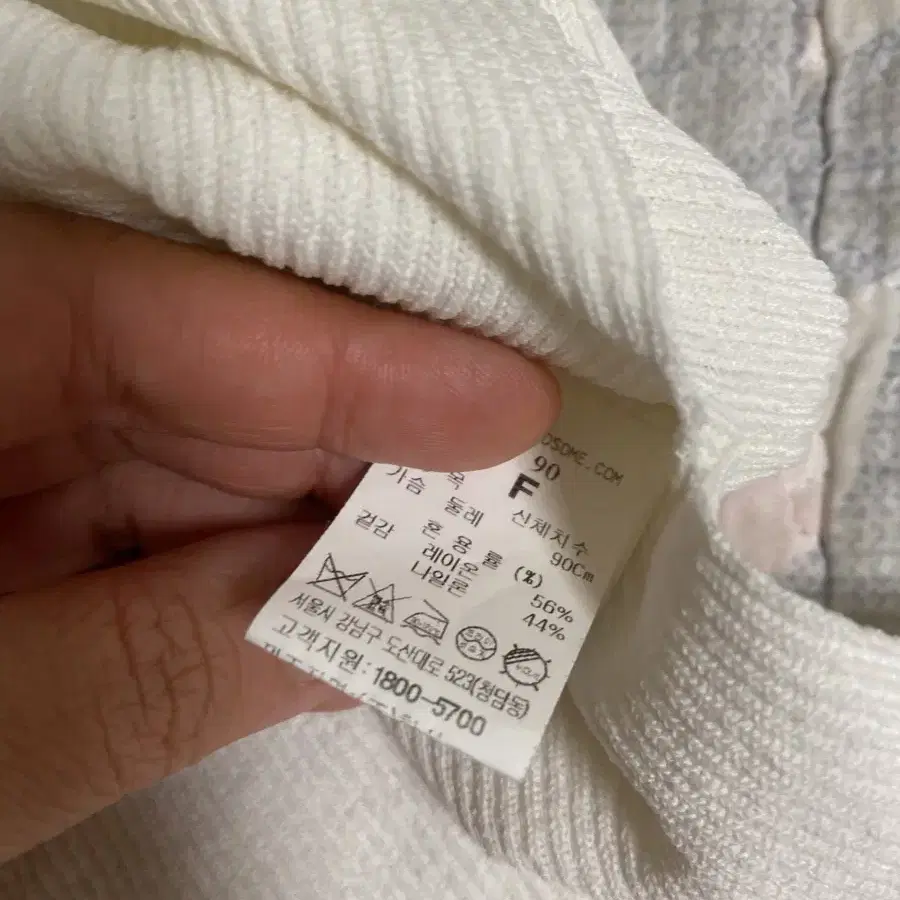 DSOME.COM
90
F
목 신체치수
가슴 둘레 90Cm
겉감 혼용률 (%)
레이온 56%
나일론 44%
서울시 강남구 도산대로 523(청담동)
고객지원:1800-5700